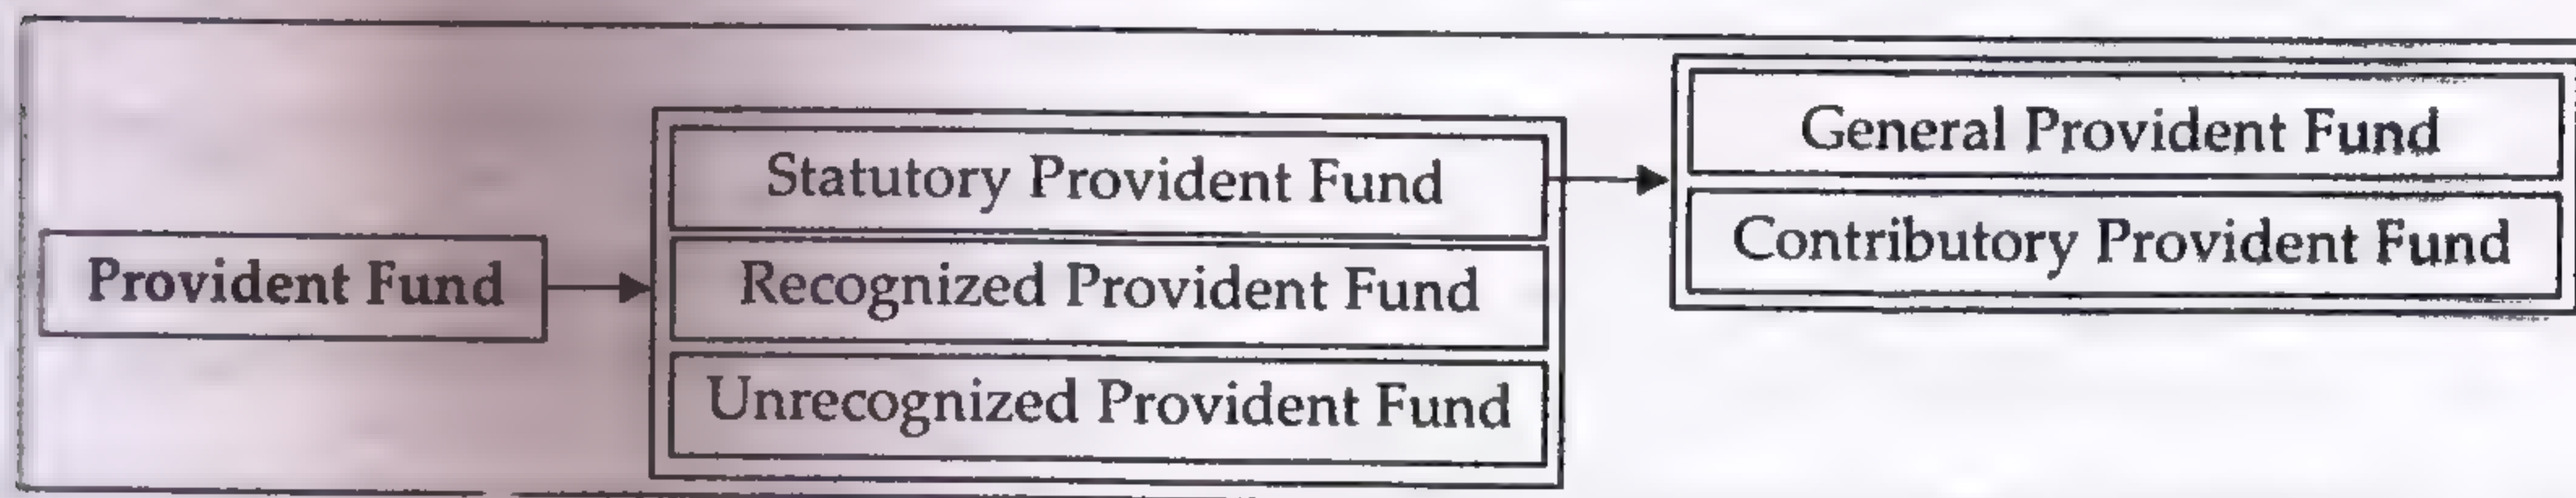 Provident Fund
Statutory Provident Fund
Recognized Provident Fund
Unrecognized Provident Fund
General Provident Fund
Contributory Provident Fund